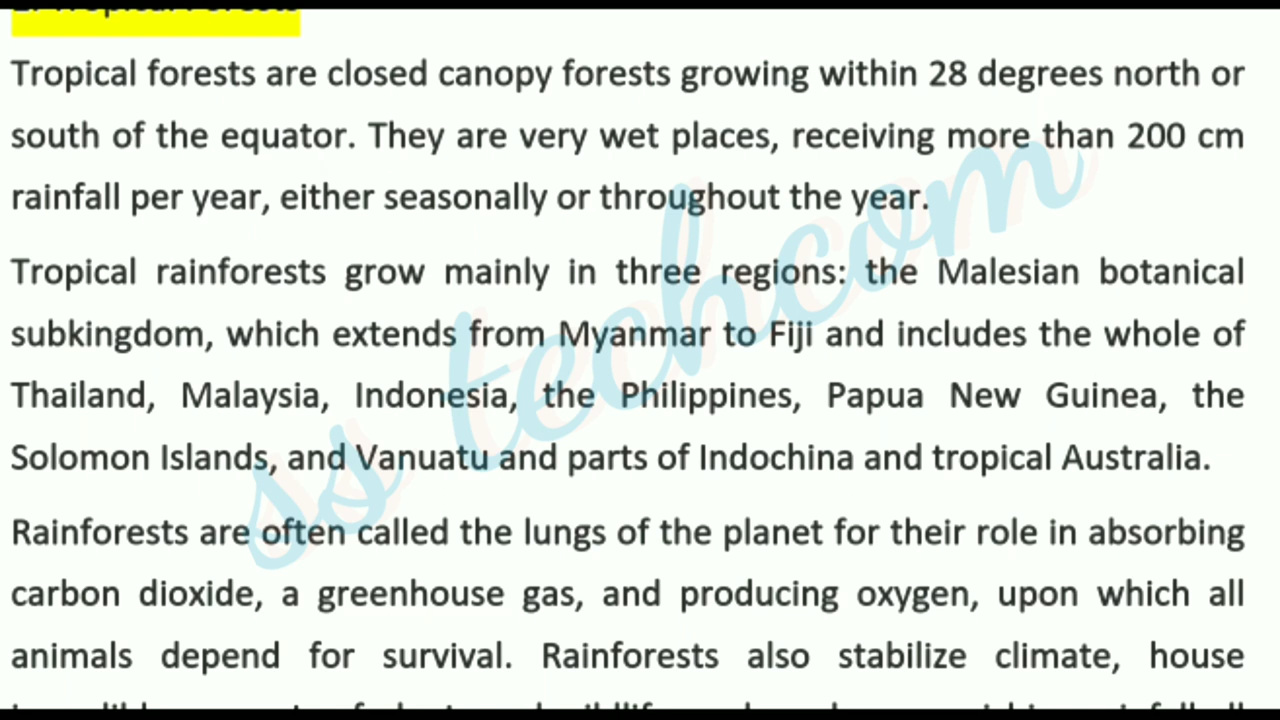 Tropical Forests
Tropical forests are closed canopy forests growing within 28 degrees north or
south of the equator. They are very wet places, receiving more than 200 cm
rainfall per year, either seasonally or throughout the year.
Tropical rainforests grow mainly in three regions: the Malesian botanical
subkingdom, which extends from Myanmar to Fiji and includes the whole of
Thailand, Malaysia, Indonesia, the Philippines, Papua New Guinea, the
Solomon Islands, and Vanuatu and parts of Indochina and tropical Australia.
Rainforests are often called the lungs of the planet for their role in absorbing
carbon dioxide, a greenhouse gas, and producing oxygen, upon which all
animals depend for survival. Rainforests also stabilize climate, house
ss techcom